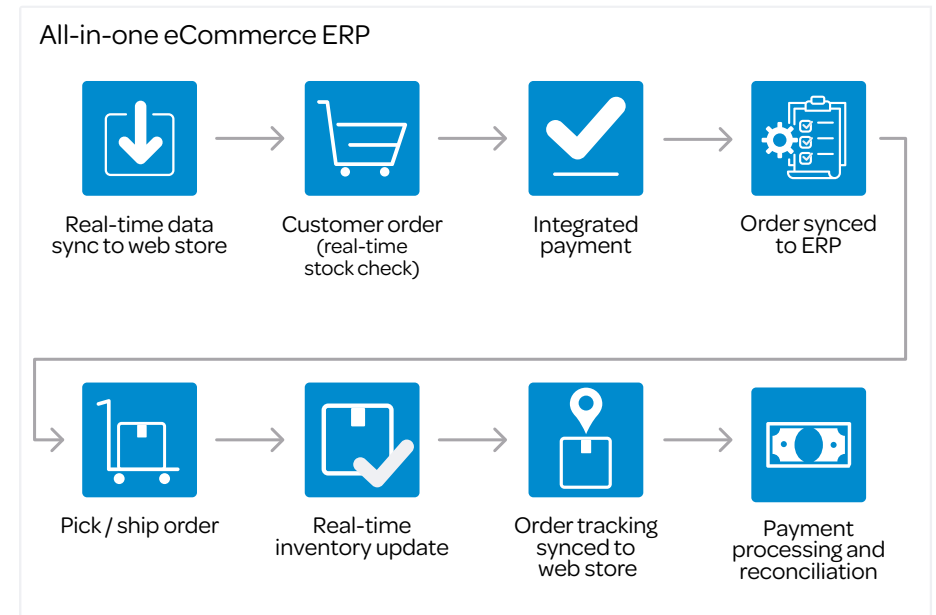 All-in-one eCommerce ERP
Real-time data
sync to web store
Customer order
(real-time
stock check)
Integrated
payment
Order synced
to ERP
Pick / ship order
Real-time
inventory update
Order tracking
synced to
web store
Payment
processing and
reconciliation